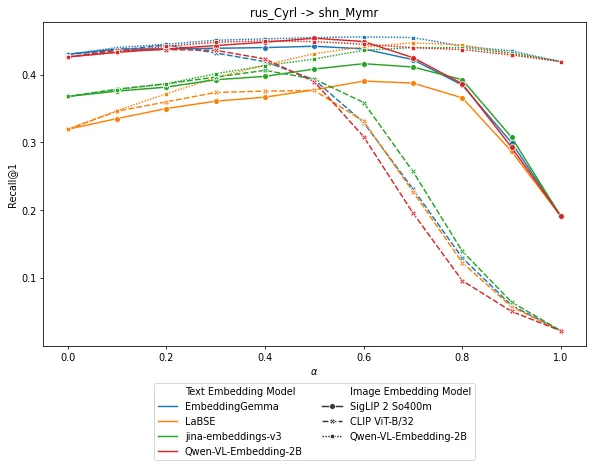 rus_Cyrl -> shn_Mymr
Recall@1
0.4
0.3
0.2
0.1
0.0 0.2 0.4 0.6 0.8 1.0
α
Text Embedding Model Image Embedding Model
EmbeddingGemma SigLIP 2 So400m
LaBSE CLIP ViT-B/32
jina-embeddings-v3 Qwen-VL-Embedding-2B
Qwen-VL-Embedding-2B